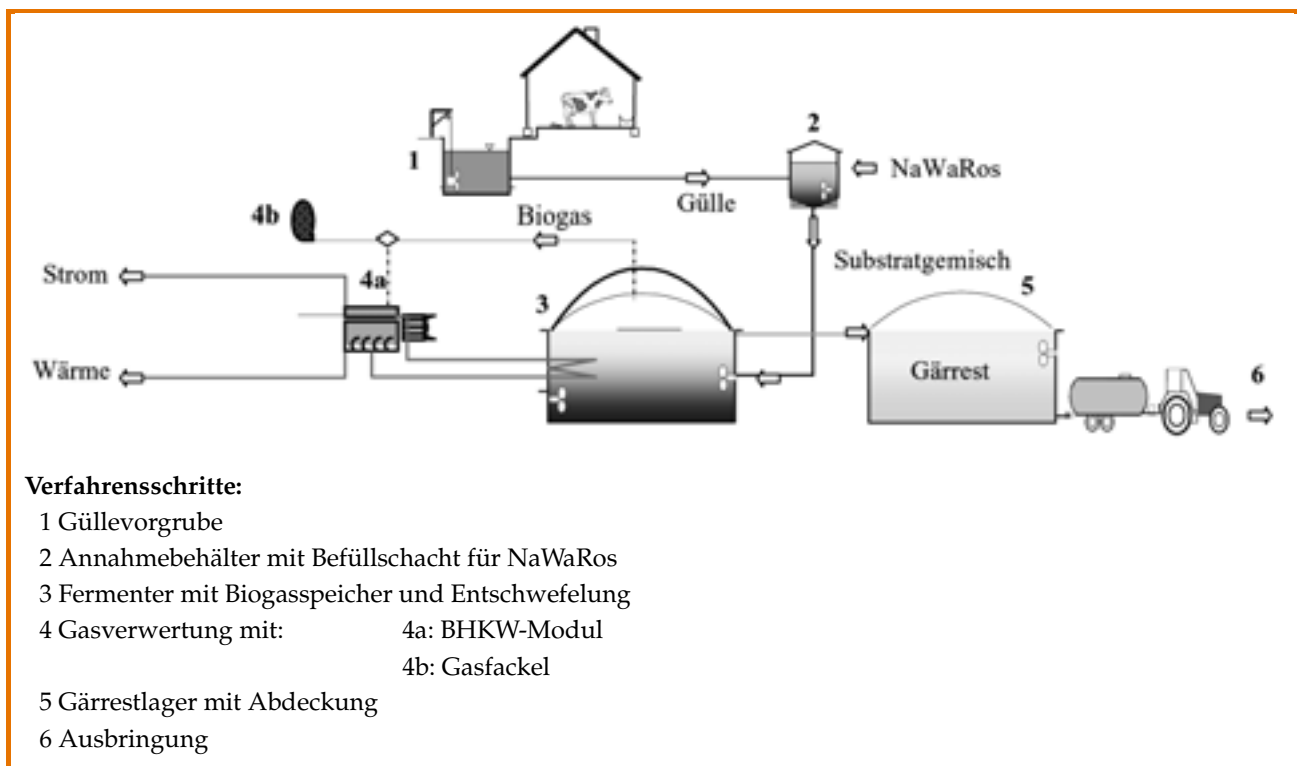 2
1
NaWaRos
Gülle
4b
Biogas
Strom
4a
Substratgemisch
3
5
Wärme
Gärrest
6
Verfahrensschritte:
1 Güllevorgrube
2 Annahmebehälter mit Befüllschacht für NaWaRos
3 Fermenter mit Biogasspeicher und Entschwefelung
4 Gasverwertung mit: 4a: BHKW-Modul
4b: Gasfackel
5 Gärrestlager mit Abdeckung
6 Ausbringung